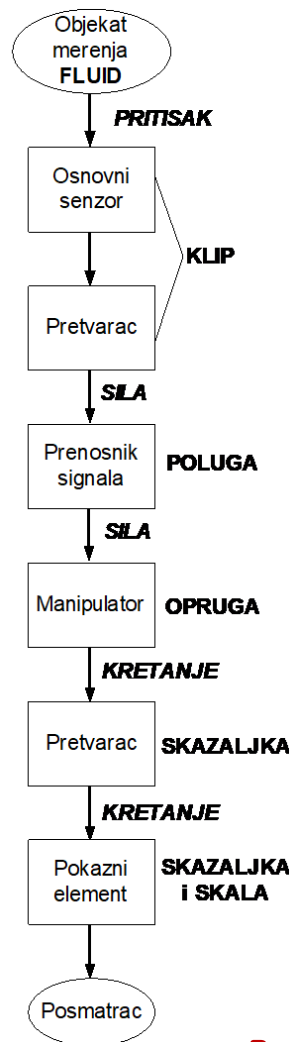 Objekat
merenja
FLUID
PRITISAK
Osnovni
senzor
KLIP
Pretvarac
SILA
Prenosnik
signala
POLUGA
SILA
Manipulator
OPRUGA
KRETANJE
Pretvarac
SKAZALJKA
KRETANJE
Pokazni
element
SKAZALJKA
i SKALA
Posmatrac